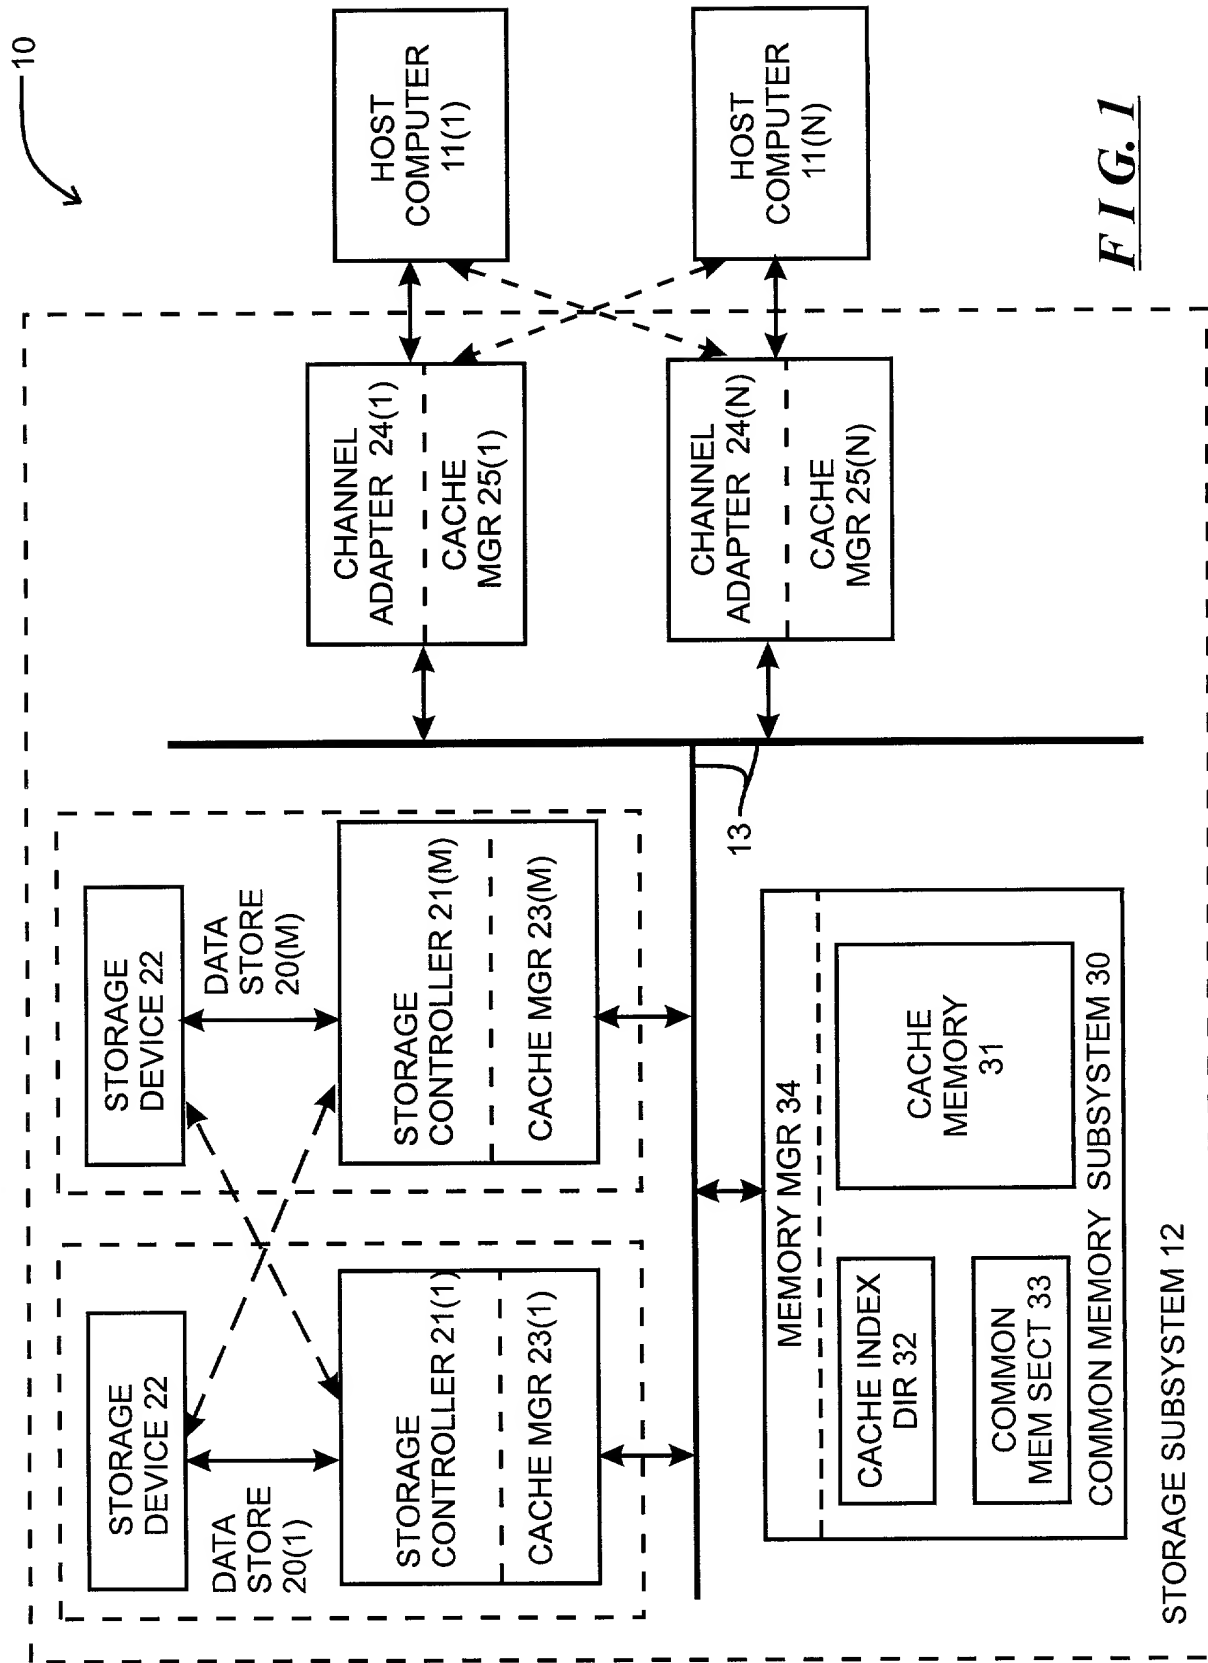 10
STORAGE
DEVICE 22
DATA
STORE
20(1)
STORAGE
CONTROLLER 21(1)
CACHE MGR 23(1)
STORAGE
DEVICE 22
DATA
STORE
20(M)
STORAGE
CONTROLLER 21(M)
CACHE MGR 23(M)
CHANNEL
ADAPTER 24(1)
CACHE
MGR 25(1)
HOST
COMPUTER
11(1)
CHANNEL
ADAPTER 24(N)
CACHE
MGR 25(N)
HOST
COMPUTER
11(N)
13
MEMORY MGR 34
CACHE INDEX
DIR 32
CACHE
MEMORY
31
COMMON
MEM SECT 33
COMMON MEMORY SUBSYSTEM 30
STORAGE SUBSYSTEM 12
FIG. 1